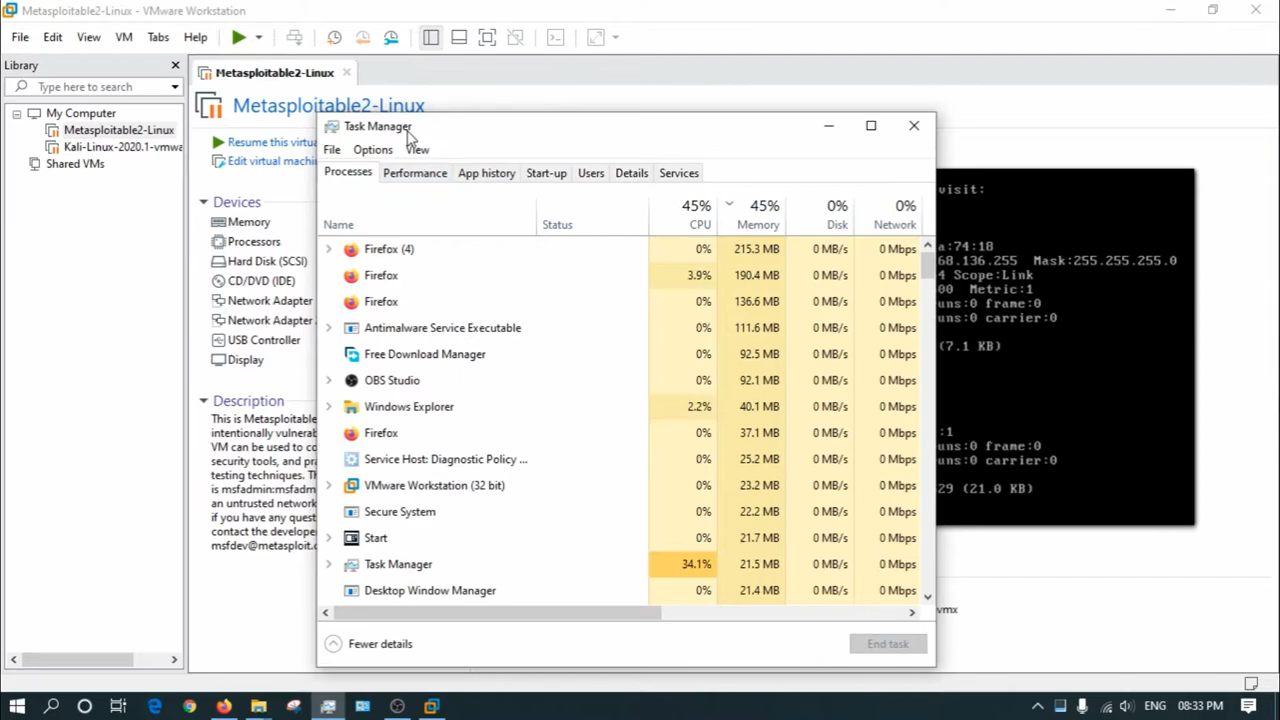 Metasploitable2-Linux - VMware Workstation
File Edit View VM Tabs Help
Library
Type here to search
My Computer
Metasploitable2-Linux
Kali-Linux-2020.1-vmwa
Shared VMs
Metasploitable2-Linux
Metasploitable2-Linux
Resume this virtua
Edit virtual machin
Devices
Memory
Processors
Hard Disk (SCSI)
CD/DVD (IDE)
Network Adapter
Network Adapter
USB Controller
Display
Description
This is Metasploitable
intentionally vulnerab
VM can be used to co
security tools, and pra
testing techniques. Th
is msfadmin:msfadmin
an untrusted network
if you have any quest
contact the develope
msfdev@metasploit.c
Task Manager
File Options View
Processes Performance App history Start-up Users Details Services
45% 45% 0% 0%
Name Status CPU Memory Disk Network
Firefox (4) 0% 215.3 MB 0 MB/s 0 Mbps
Firefox 3.9% 190.4 MB 0 MB/s 0 Mbps
Firefox 0% 136.6 MB 0 MB/s 0 Mbps
Antimalware Service Executable 0% 111.6 MB 0 MB/s 0 Mbps
Free Download Manager 0% 92.5 MB 0 MB/s 0 Mbps
OBS Studio 0% 92.1 MB 0 MB/s 0 Mbps
Windows Explorer 2.2% 40.1 MB 0 MB/s 0 Mbps
Firefox 0% 37.1 MB 0 MB/s 0 Mbps
Service Host: Diagnostic Policy ... 0% 25.2 MB 0 MB/s 0 Mbps
VMware Workstation (32 bit) 0% 23.2 MB 0 MB/s 0 Mbps
Secure System 0% 22.2 MB 0 MB/s 0 Mbps
Start 0% 21.7 MB 0 MB/s 0 Mbps
Task Manager 34.1% 21.5 MB 0 MB/s 0 Mbps
Desktop Window Manager 0% 21.4 MB 0 MB/s 0 Mbps
Fewer details End task
visit:
a:74:18
68.136.255 Mask:255.255.255.0
4 Scope:Link
00 Metric:1
uns:0 frame:0
uns:0 carrier:0
(7.1 KB)
:1
uns:0 frame:0
uns:0 carrier:0
29 (21.0 KB)
vmx
ENG 08:33 PM